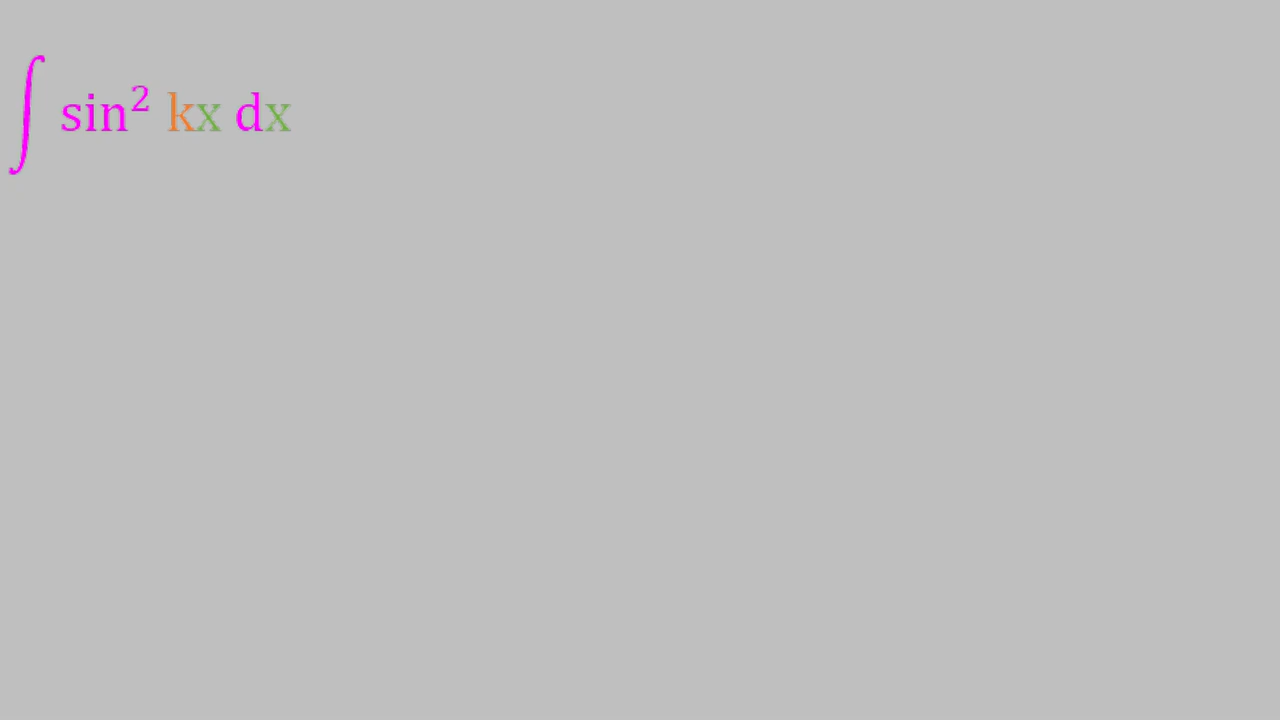 ∫ sin² kx dx